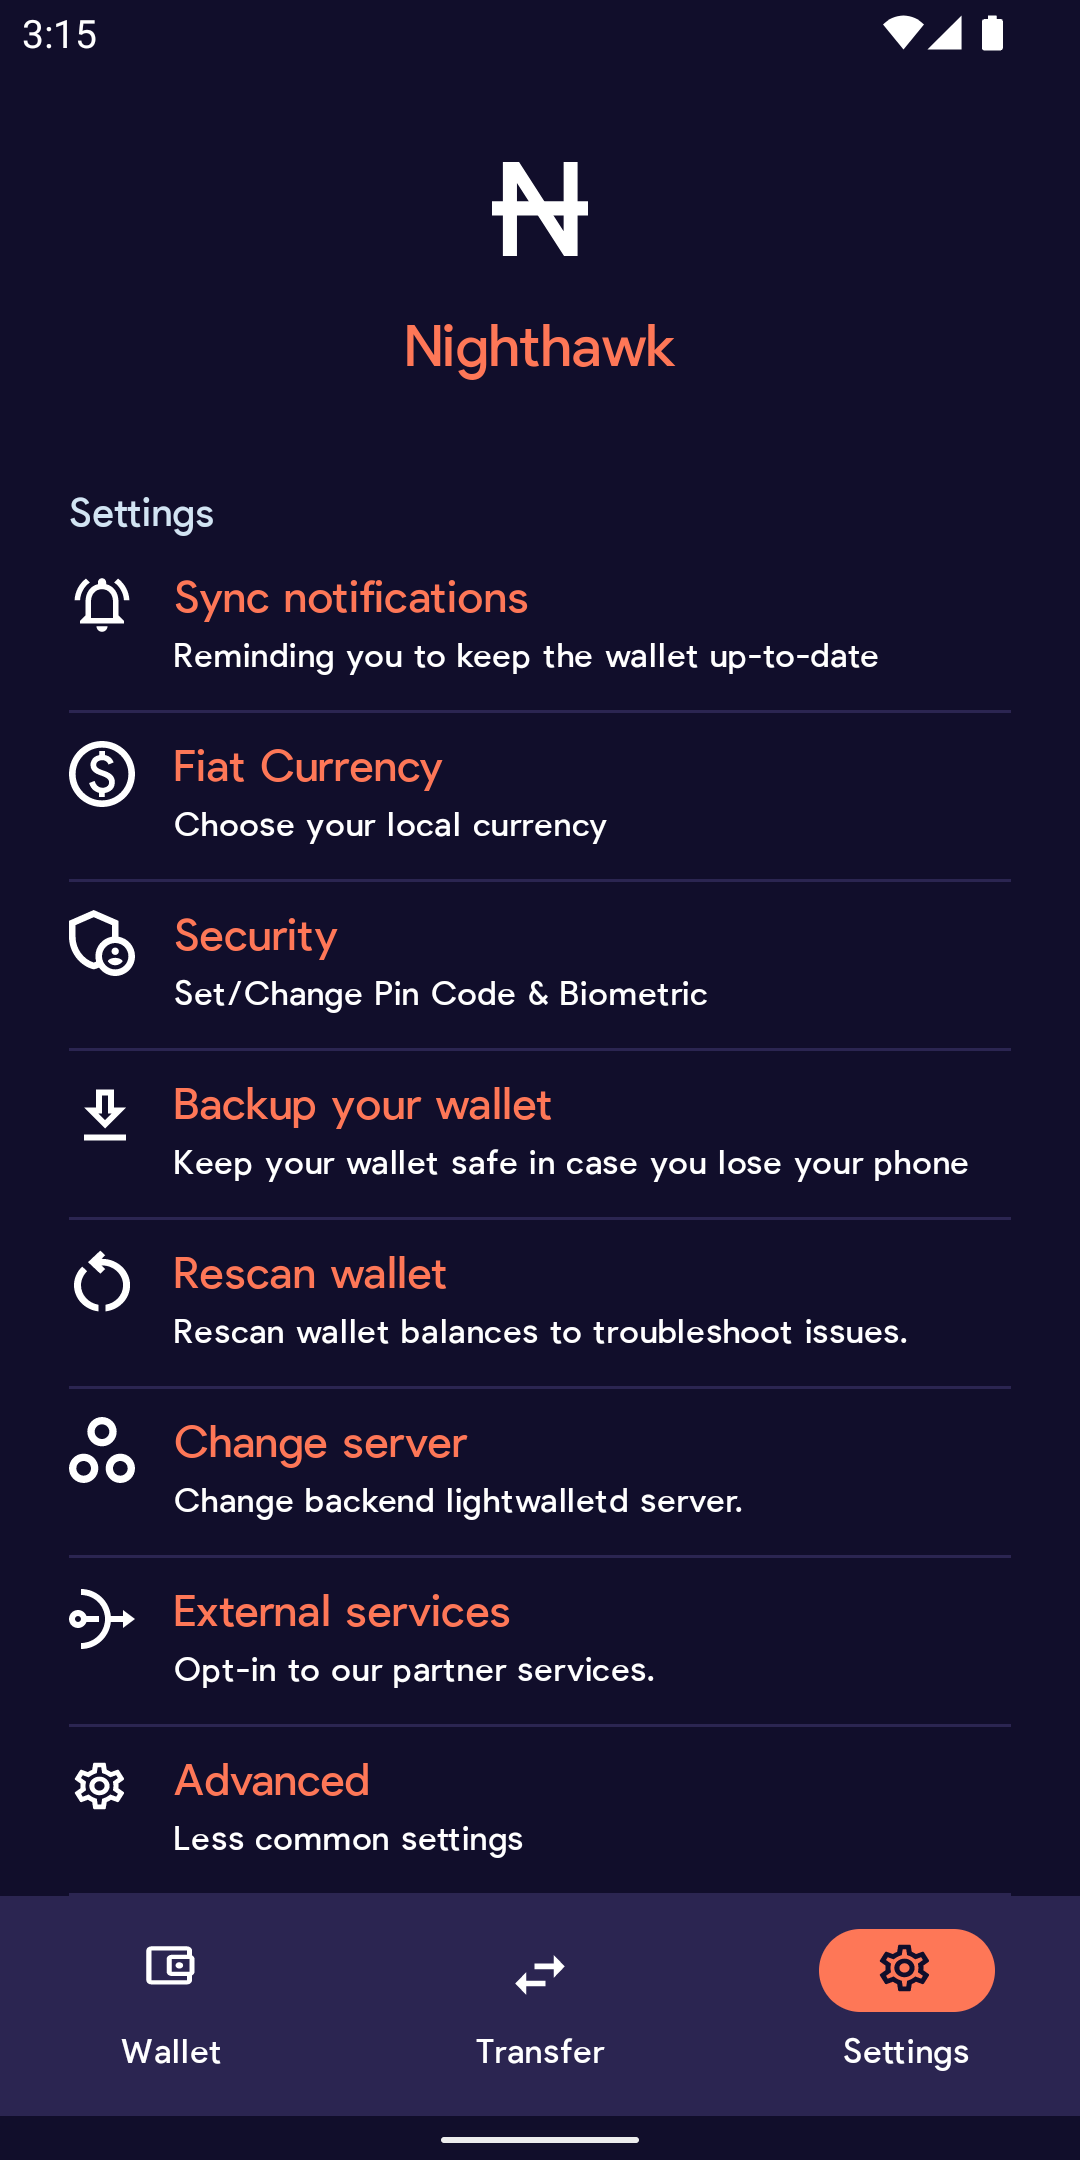 3:15
Nighthawk
Settings
Sync notifications
Reminding you to keep the wallet up-to-date
Fiat Currency
Choose your local currency
Security
Set/Change Pin Code & Biometric
Backup your wallet
Keep your wallet safe in case you lose your phone
Rescan wallet
Rescan wallet balances to troubleshoot issues.
Change server
Change backend lightwalletd server.
External services
Opt-in to our partner services.
Advanced
Less common settings
Wallet
Transfer
Settings